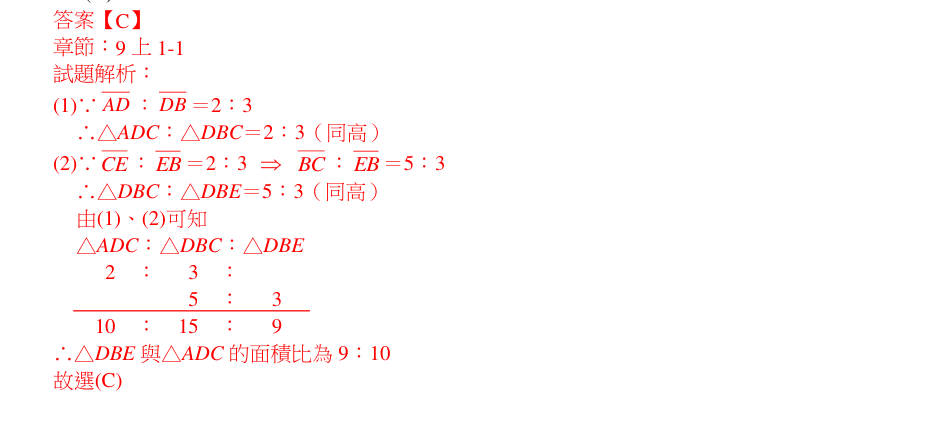 答案【C】
章節：9 上 1-1
試題解析：
(1)∵ AD ： DB ＝2：3
∴△ADC：△DBC＝2：3（同高）
(2)∵ CE ： EB ＝2：3 ⇒ BC ： EB ＝5：3
∴△DBC：△DBE＝5：3（同高）
由(1)、(2)可知
△ADC：△DBC：△DBE
2 ： 3 ：
5 ： 3
10 ： 15 ： 9
∴△DBE 與△ADC 的面積比為 9：10
故選(C)